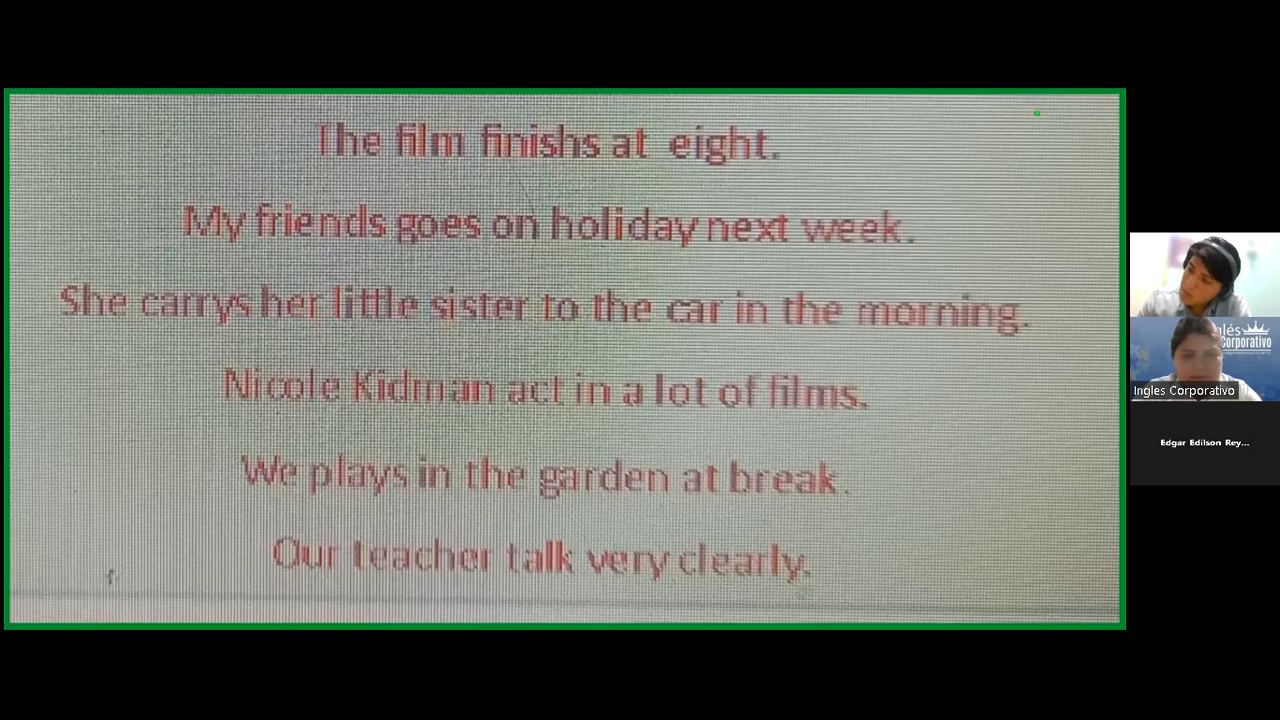 The film finishs at eight.
My friends goes on holiday next week.
She carrys her little sister to the car in the morning.
Nicole Kidman act in a lot of films.
We plays in the garden at break.
Our teacher talk very clearly.
glés
Corporativo
Ingles Corporativo
Edgar Edilson Rey...